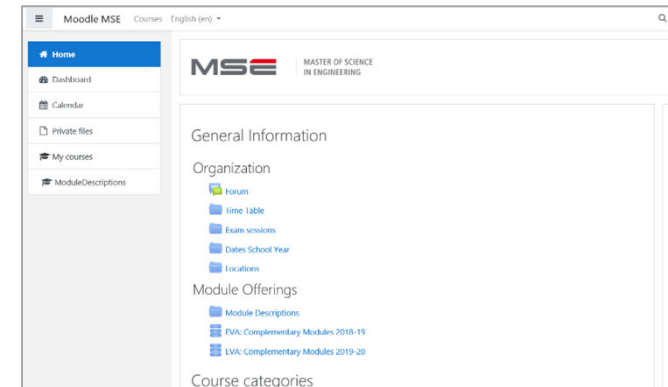 Moodle MSE Courses English (en)
Home
Dashboard
Calendar
Private files
My courses
ModuleDescriptions
MSE
MASTER OF SCIENCE
IN ENGINEERING
General Information
Organization
Forum
Time Table
Exam sessions
Dates School Year
Locations
Module Offerings
Module Descriptions
EVA: Complementary Modules 2018-19
EVA: Complementary Modules 2019-20
Course categories